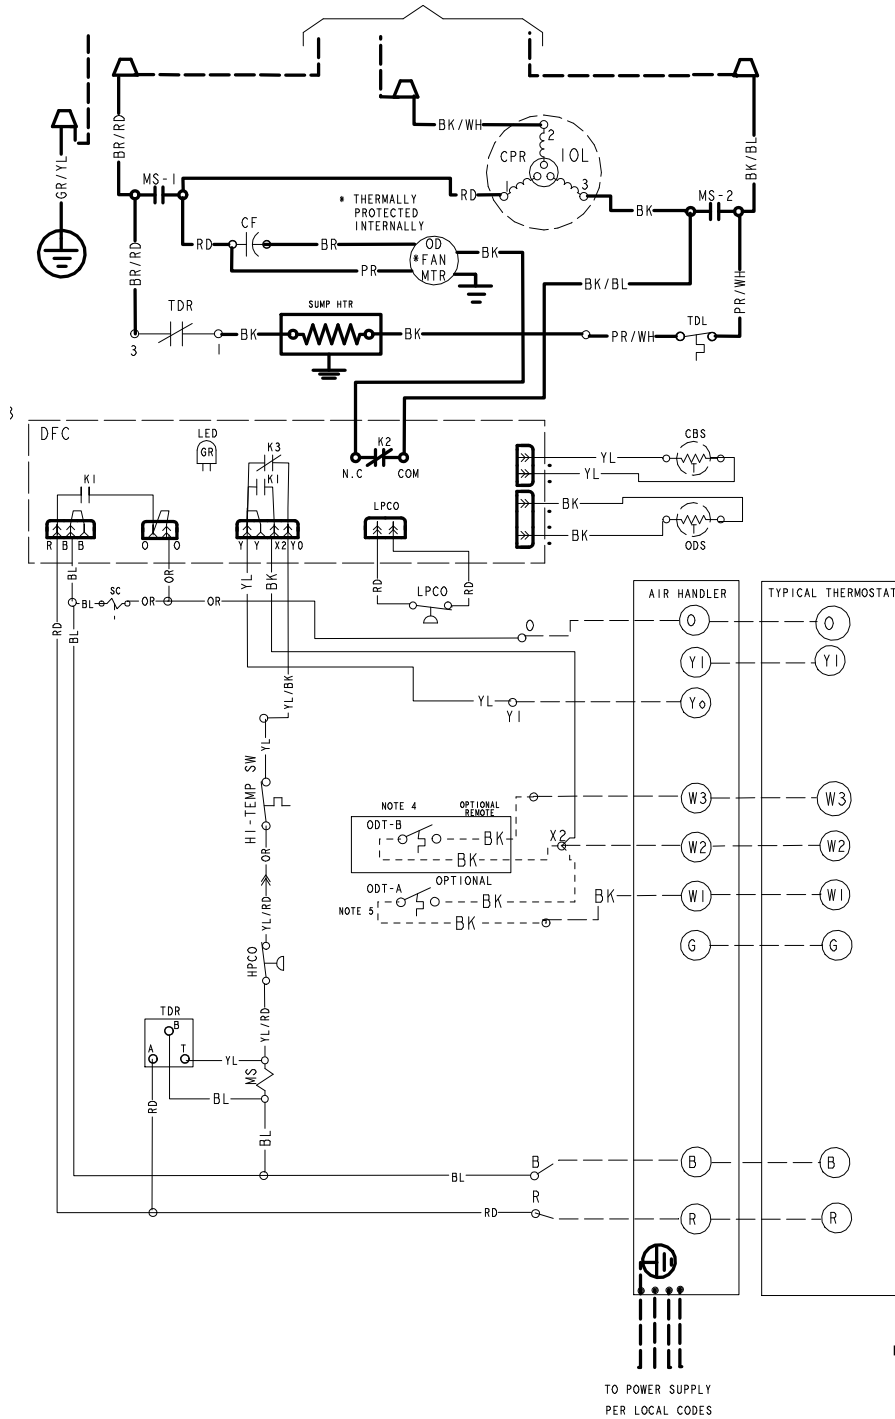 BR/RD
GR/YL
BK/WH
2
CPR
IOL
BK/BL
MS-1
1
3
RD
MS-2
BK
* THERMALLY
PROTECTED
INTERNALLY
CF
RD
BR
OD
*FAN
MTR
BK
PR
BR/RD
BK/BL
PR/WH
TDR
SUMP HTR
TDL
3
1
BK
BK
PR/WH
DFC
LED
GR
K3
K1
K2
N.C
COM
CBS
YL
YL
K1
LPCO
BK
BK
ODS
R
B
B
O
O
Y
Y
X2
YO
BL
OR
YL
BK
RD
LPCO
RD
SC
BL
OR
OR
RD
BL
AIR HANDLER
TYPICAL THERMOSTAT
O
O
O
Y1
Y1
YL/BK
YL
Y1
Yo
YL
HI-TEMP SW
OR
YL/RD
HPCO
YL/RD
NOTE 4
OPTIONAL
REMOTE
ODT-B
BK
BK
X2
W3
W3
W2
W2
ODT-A
OPTIONAL
BK
NOTE 5
BK
BK
W1
W1
G
G
TDR
B
A
T
YL
MS
BL
RD
BL
BL
B
B
B
RD
R
R
R
TO POWER SUPPLY
PER LOCAL CODES